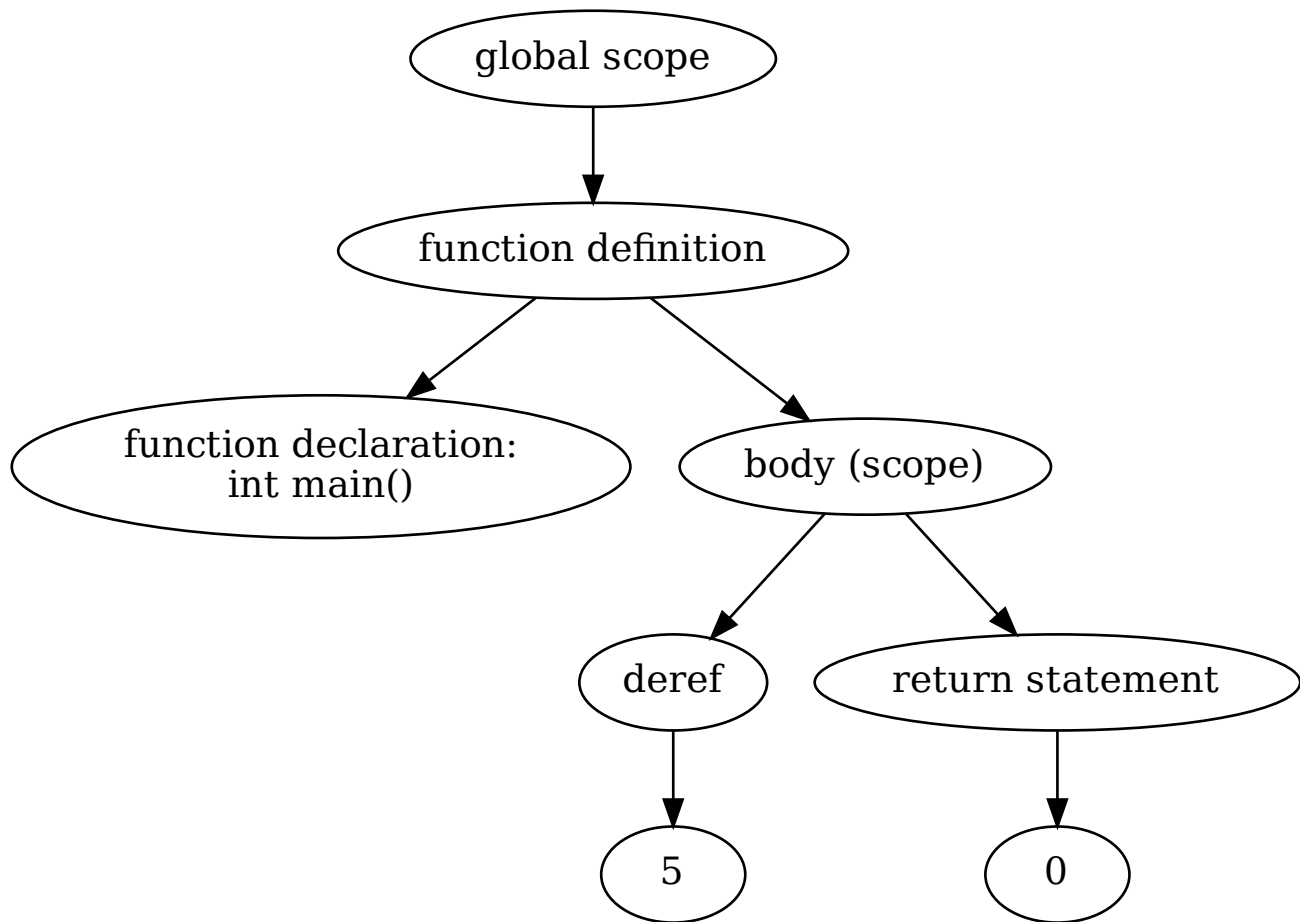 global scope
function definition
function declaration:
int main()
body (scope)
deref
return statement
5
0